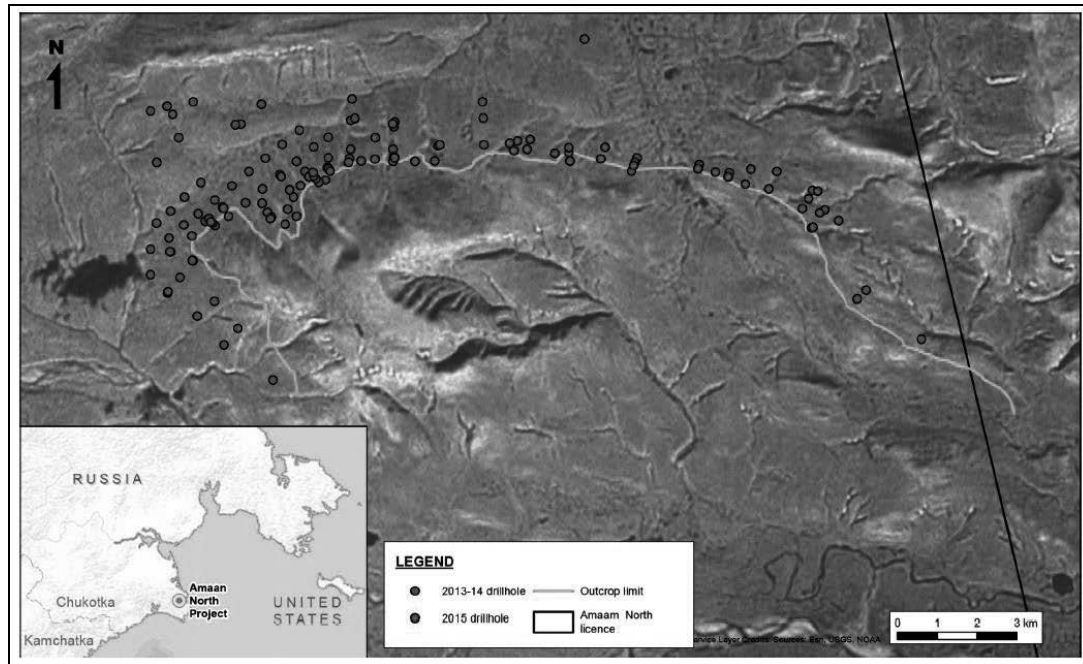 N
RUSSIA
Chukotka
Kamchatka
Amaan
North
Project
UNITED
STATES
LEGEND
2013-14 drillhole
Outcrop limit
2015 drillhole
Amaam North
licence
ervice Layer Credits: Sources: Esri, USGS, NOAA
0 1 2 3 km